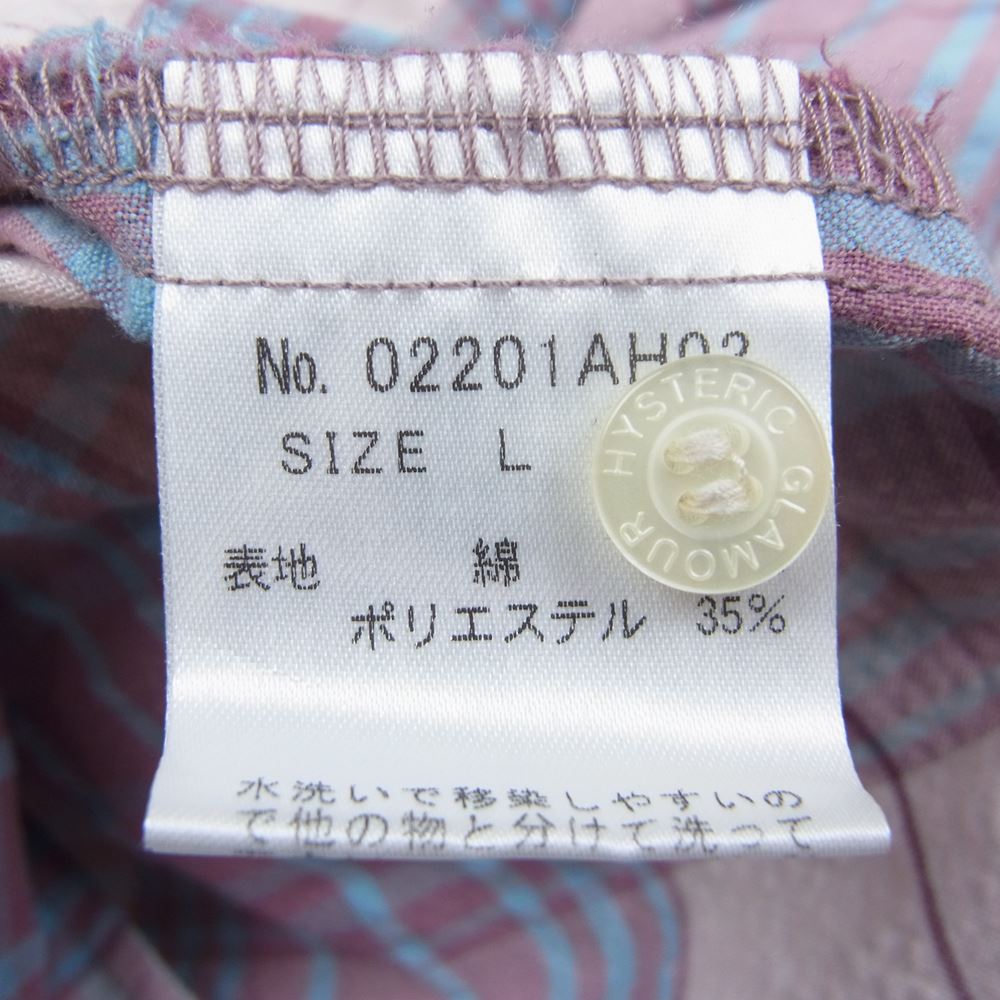 No. 02201AH03
SIZE L
HYSTERIC GLAMOUR
表地 綿
ポリエステル 35%
水洗いで移染しやすいの
で他の物と分けて洗って